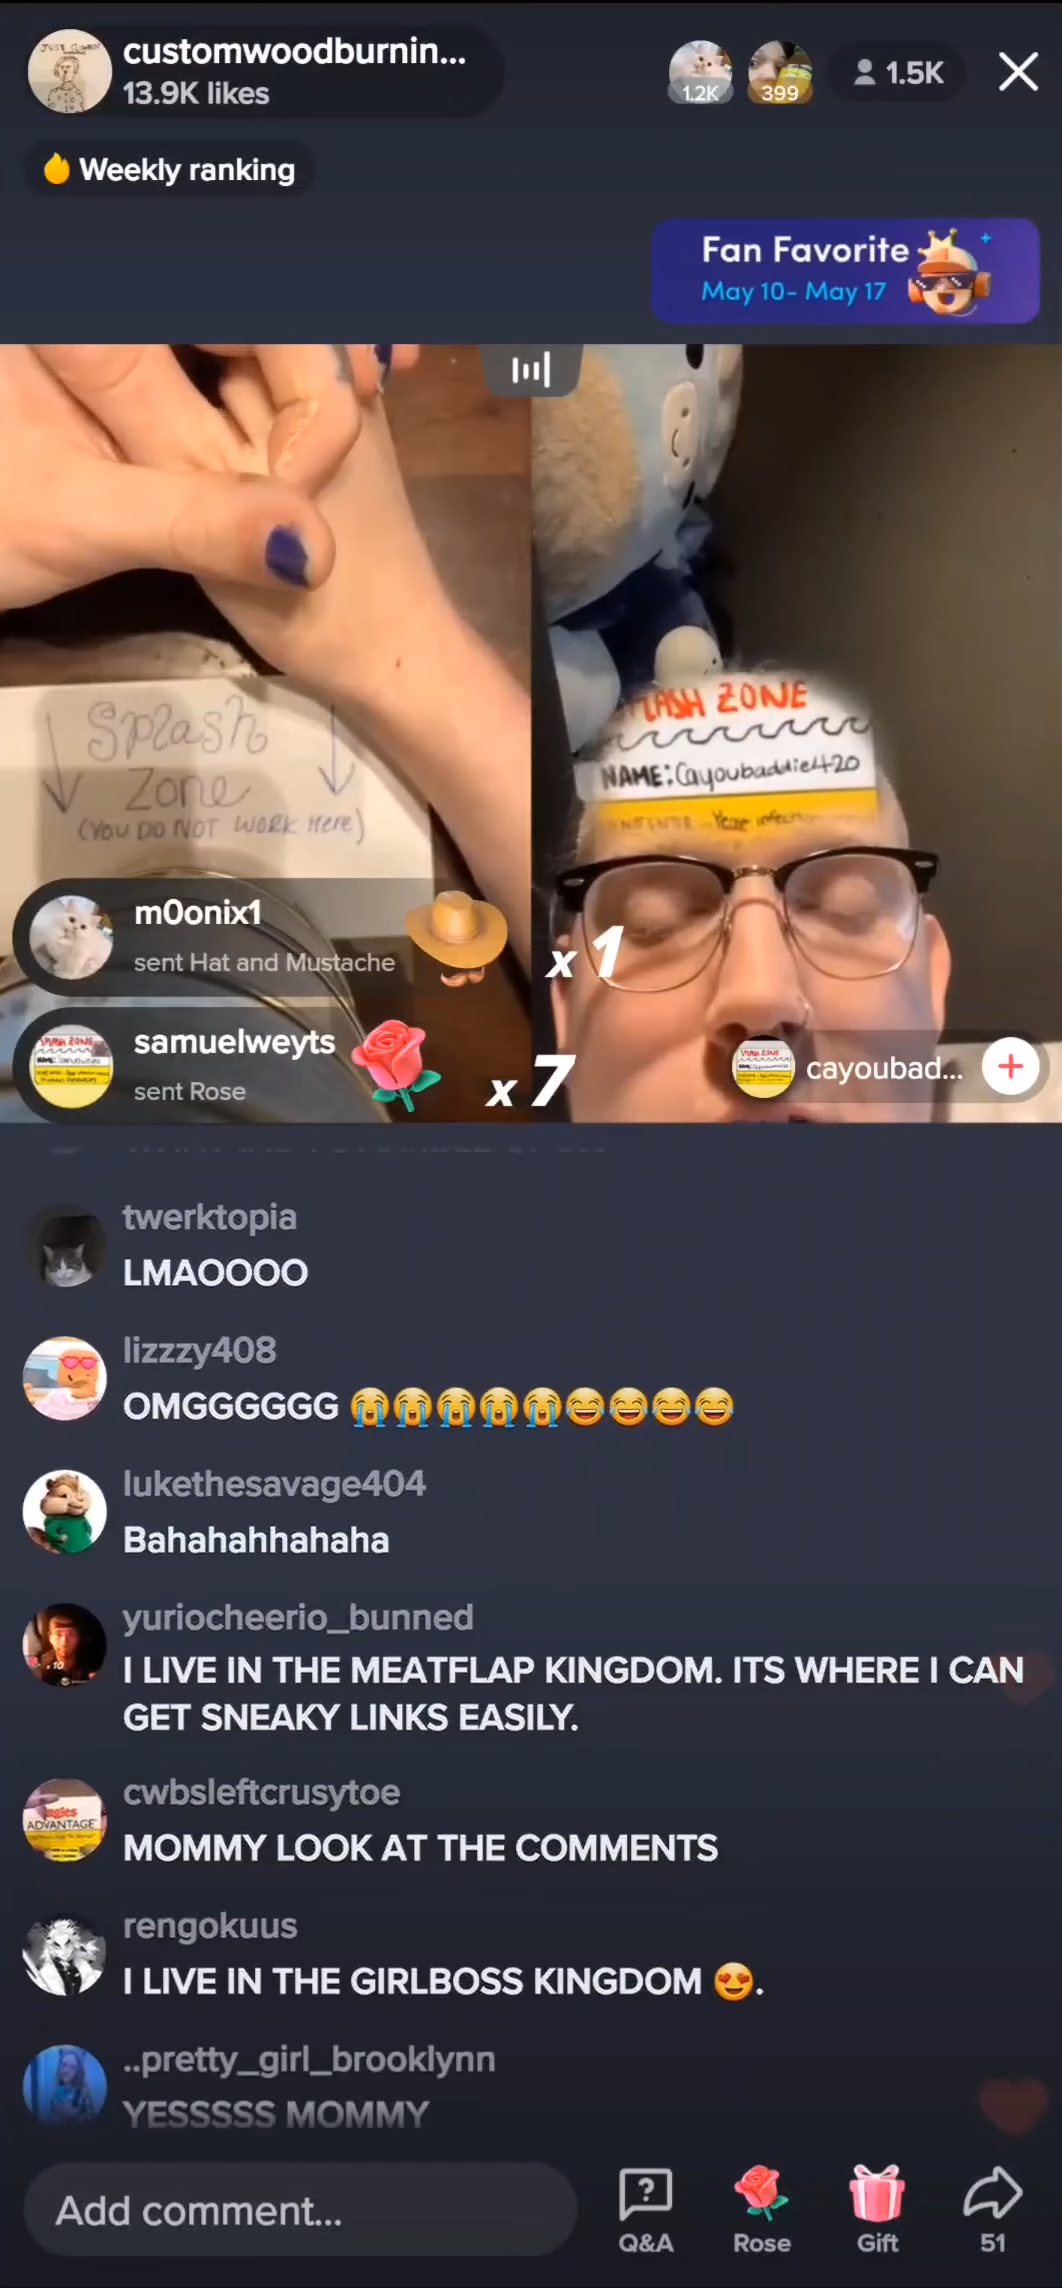 customwoodburnin...
13.9K likes
1.2K
399
1.5K
Weekly ranking
Fan Favorite
May 10- May 17
Splash
Zone
(YOU DO NOT WORK HERE)
SPLASH ZONE
NAME: Cayoubaddie420
m0onix1
sent Hat and Mustache
x 1
samuelweyts
sent Rose
x 7
SPLASH ZONE
cayoubad...
twerktopia
LMAOOOO
lizzzy408
OMGGGGGG 😭😭😭😭😭😂😂😂😂
lukethesavage404
Bahahahhahaha
yuriocheerio_bunned
I LIVE IN THE MEATFLAP KINGDOM. ITS WHERE I CAN
GET SNEAKY LINKS EASILY.
cwbsleftcrusytoe
ADVANTAGE
MOMMY LOOK AT THE COMMENTS
rengokuus
I LIVE IN THE GIRLBOSS KINGDOM 😍.
..pretty_girl_brooklynn
YESSSSS MOMMY
Add comment...
Q&A
Rose
Gift
51